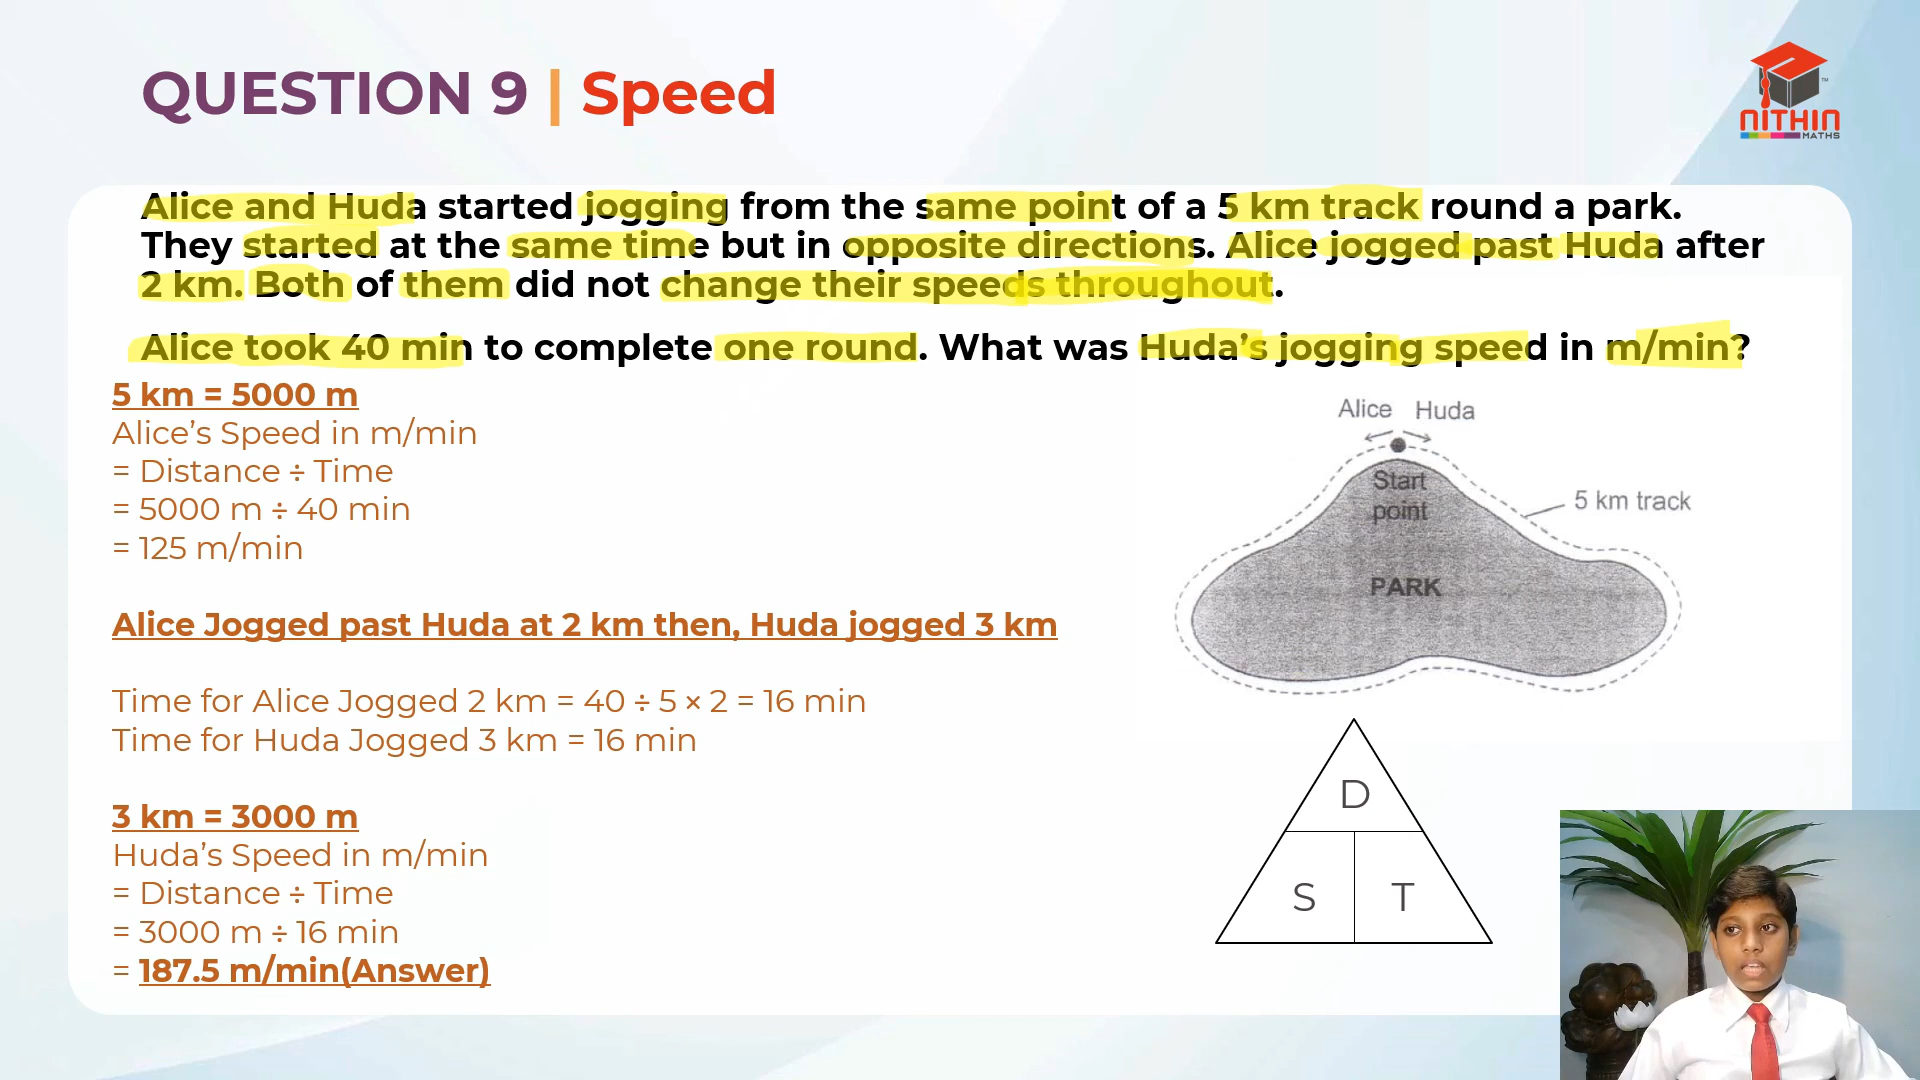 QUESTION 9 | Speed
NITHIN
MATHS
TM
Alice and Huda started jogging from the same point of a 5 km track round a park.
They started at the same time but in opposite directions. Alice jogged past Huda after
2 km. Both of them did not change their speeds throughout.
Alice took 40 min to complete one round. What was Huda’s jogging speed in m/min?
5 km = 5000 m
Alice’s Speed in m/min
= Distance ÷ Time
= 5000 m ÷ 40 min
= 125 m/min
Alice Jogged past Huda at 2 km then, Huda jogged 3 km
Time for Alice Jogged 2 km = 40 ÷ 5 × 2 = 16 min
Time for Huda Jogged 3 km = 16 min
3 km = 3000 m
Huda’s Speed in m/min
= Distance ÷ Time
= 3000 m ÷ 16 min
= 187.5 m/min(Answer)
Alice Huda
Start
point
5 km track
PARK
D
S T